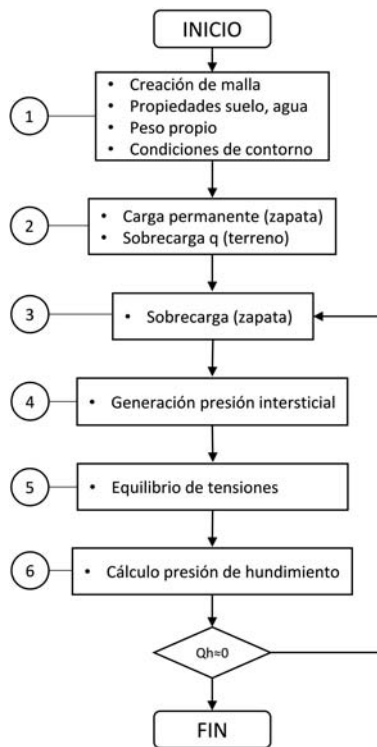 INICIO
1
• Creación de malla
• Propiedades suelo, agua
• Peso propio
• Condiciones de contorno
2
• Carga permanente (zapata)
• Sobrecarga q (terreno)
3
• Sobrecarga (zapata)
4
• Generación presión intersticial
5
• Equilibrio de tensiones
6
• Cálculo presión de hundimiento
Qh≈0
FIN